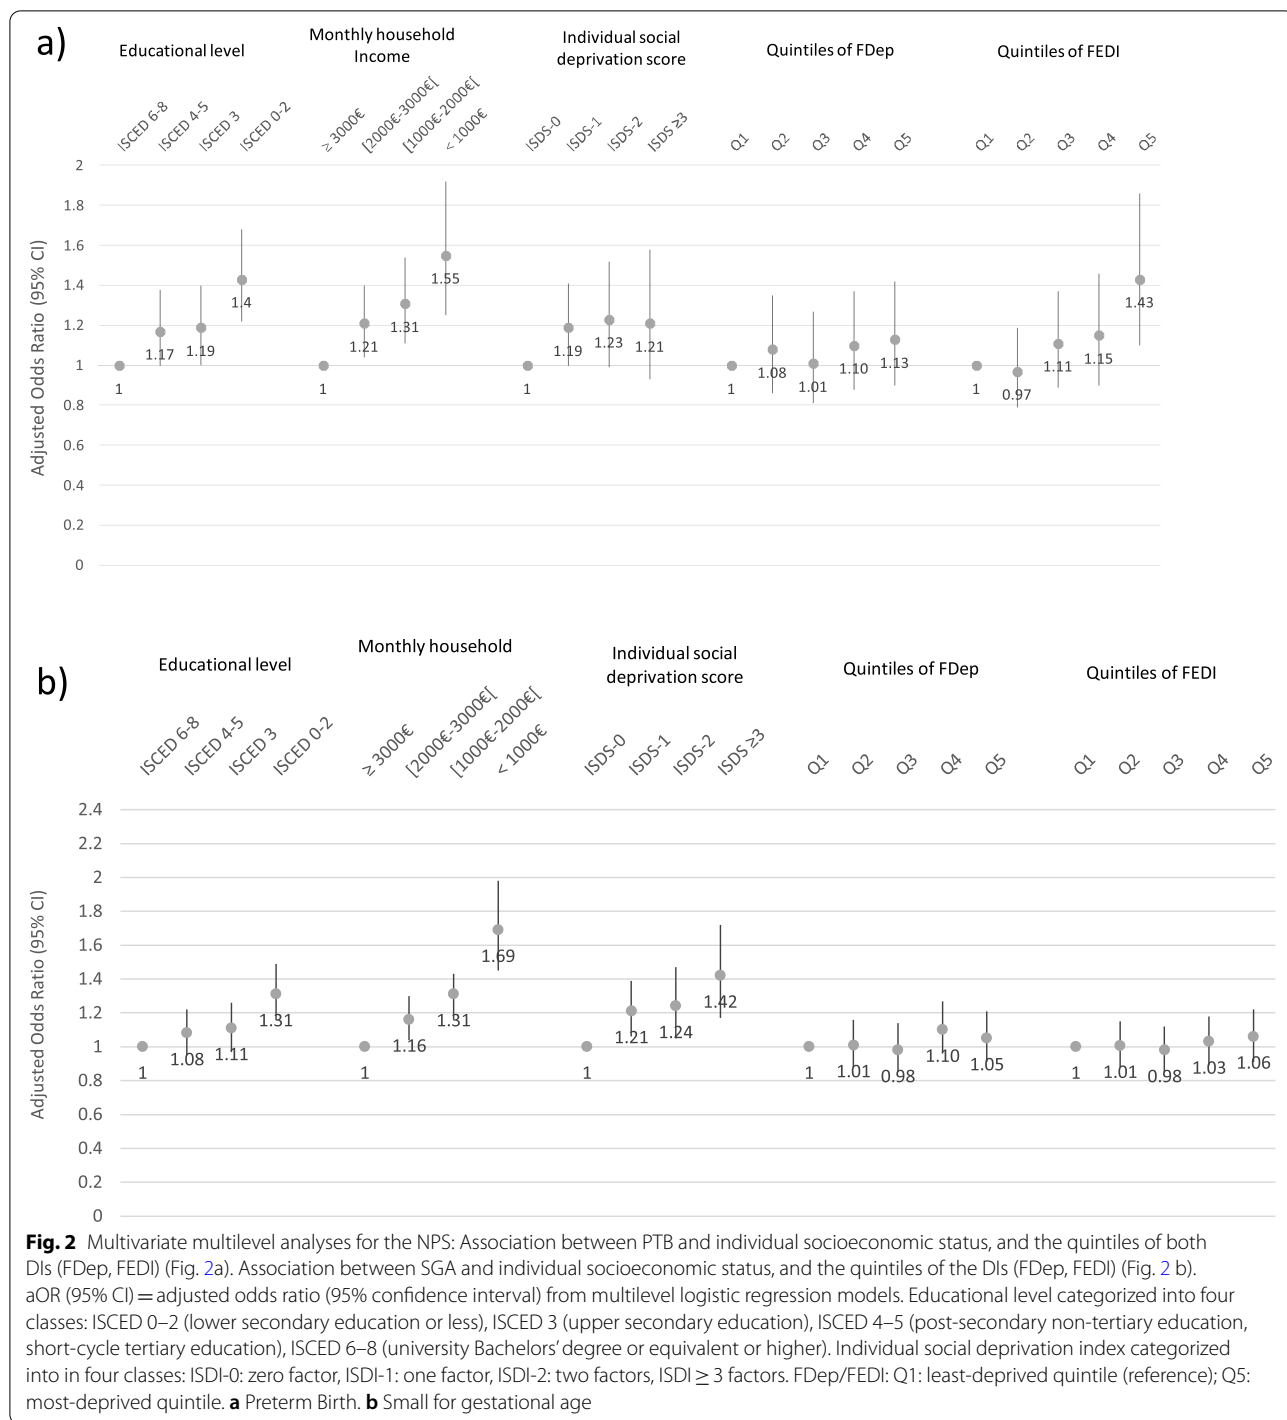 a)
Educational level
Monthly household
Income
Individual social
deprivation score
Quintiles of FDep
Quintiles of FEDI
ISCED 6-8
ISCED 4-5
ISCED 3
ISCED 0-2
≥ 3000€
[2000€-3000€[
[1000€-2000€[
< 1000€
ISDS-0
ISDS-1
ISDS-2
ISDS ≥3
Q1
Q2
Q3
Q4
Q5
Q1
Q2
Q3
Q4
Q5
Adjusted Odds Ratio (95% CI)
2
1.8
1.6
1.4
1.2
1
0.8
0.6
0.4
0.2
0
1
1.17
1.19
1.4
1
1.21
1.31
1.55
1
1.19
1.23
1.21
1
1.08
1.01
1.10
1.13
1
0.97
1.11
1.15
1.43
b)
Educational level
Monthly household
Individual social
deprivation score
Quintiles of FDep
Quintiles of FEDI
ISCED 6-8
ISCED 4-5
ISCED 3
ISCED 0-2
≥ 3000€
[2000€-3000€[
[1000€-2000€[
< 1000€
ISDS-0
ISDS-1
ISDS-2
ISDS ≥3
Q1
Q2
Q3
Q4
Q5
Q1
Q2
Q3
Q4
Q5
Adjusted Odds Ratio (95% CI)
2.4
2.2
2
1.8
1.6
1.4
1.2
1
0.8
0.6
0.4
0.2
0
1
1.08
1.11
1.31
1
1.16
1.31
1.69
1
1.21
1.24
1.42
1
1.01
0.98
1.10
1.05
1
1.01
0.98
1.03
1.06
Fig. 2 Multivariate multilevel analyses for the NPS: Association between PTB and individual socioeconomic status, and the quintiles of both
DIs (FDep, FEDI) (Fig. 2a). Association between SGA and individual socioeconomic status, and the quintiles of the DIs (FDep, FEDI) (Fig. 2 b).
aOR (95% CI) = adjusted odds ratio (95% confidence interval) from multilevel logistic regression models. Educational level categorized into four
classes: ISCED 0–2 (lower secondary education or less), ISCED 3 (upper secondary education), ISCED 4–5 (post-secondary non-tertiary education,
short-cycle tertiary education), ISCED 6–8 (university Bachelors' degree or equivalent or higher). Individual social deprivation index categorized
into in four classes: ISDI-0: zero factor, ISDI-1: one factor, ISDI-2: two factors, ISDI ≥ 3 factors. FDep/FEDI: Q1: least-deprived quintile (reference); Q5:
most-deprived quintile. a Preterm Birth. b Small for gestational age